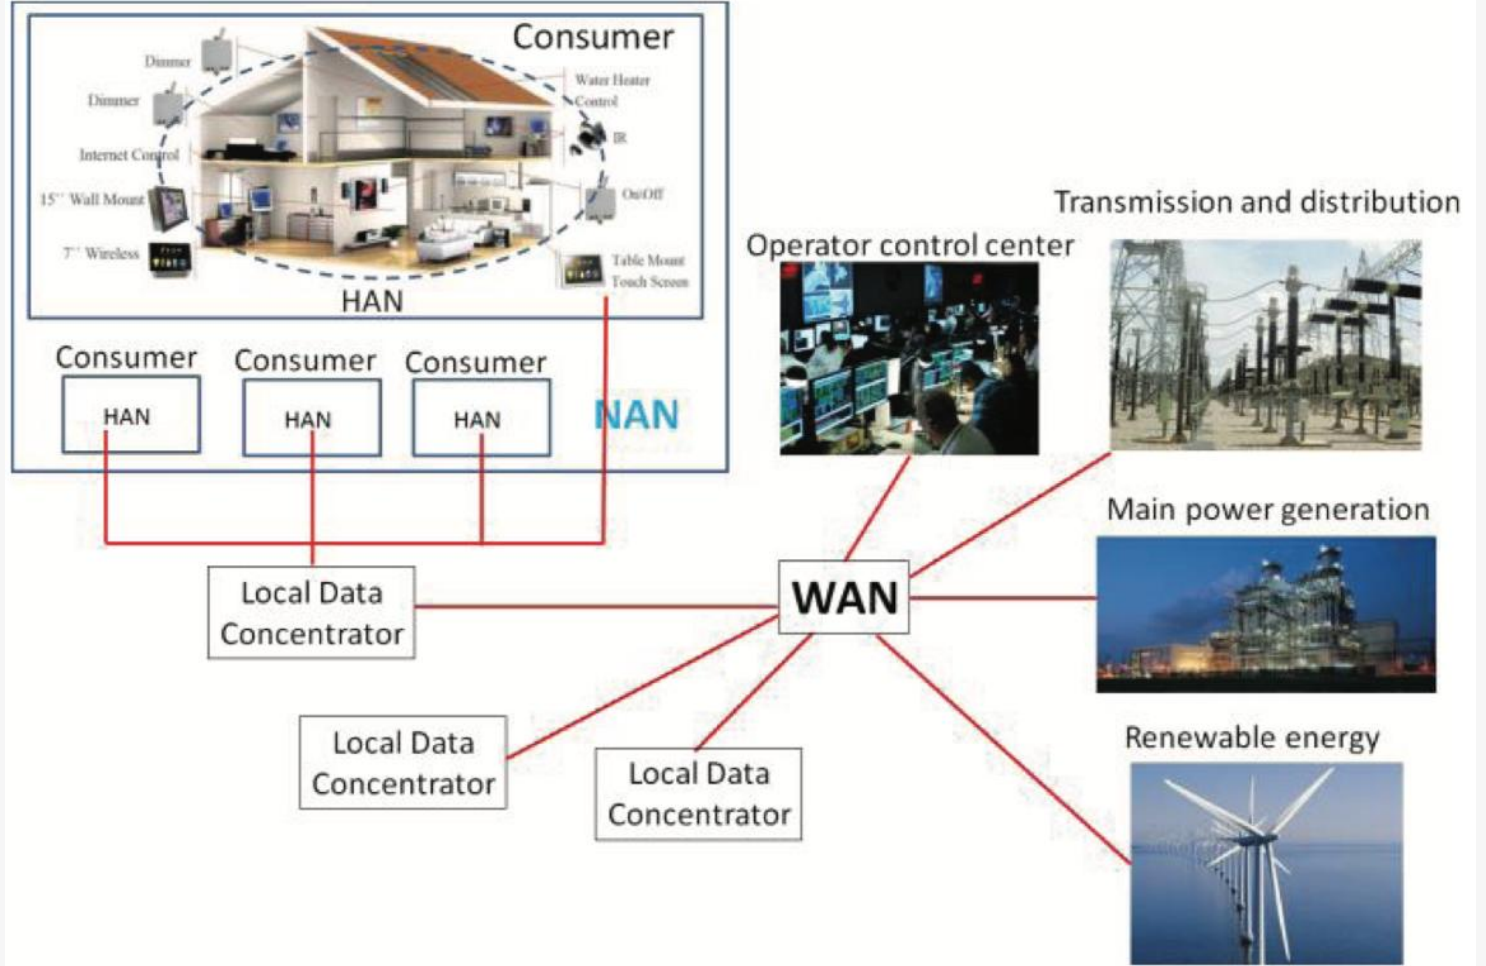 Consumer
Dimmer
Water Heater
Control
Dimmer
IR
Internet Control
15'' Wall Mount
On/Off
7'' Wireless
Table Mount
Touch Screen
HAN
Consumer
Consumer
Consumer
HAN
HAN
HAN
NAN
Operator control center
Transmission and distribution
Main power generation
WAN
Local Data
Concentrator
Local Data
Concentrator
Local Data
Concentrator
Renewable energy